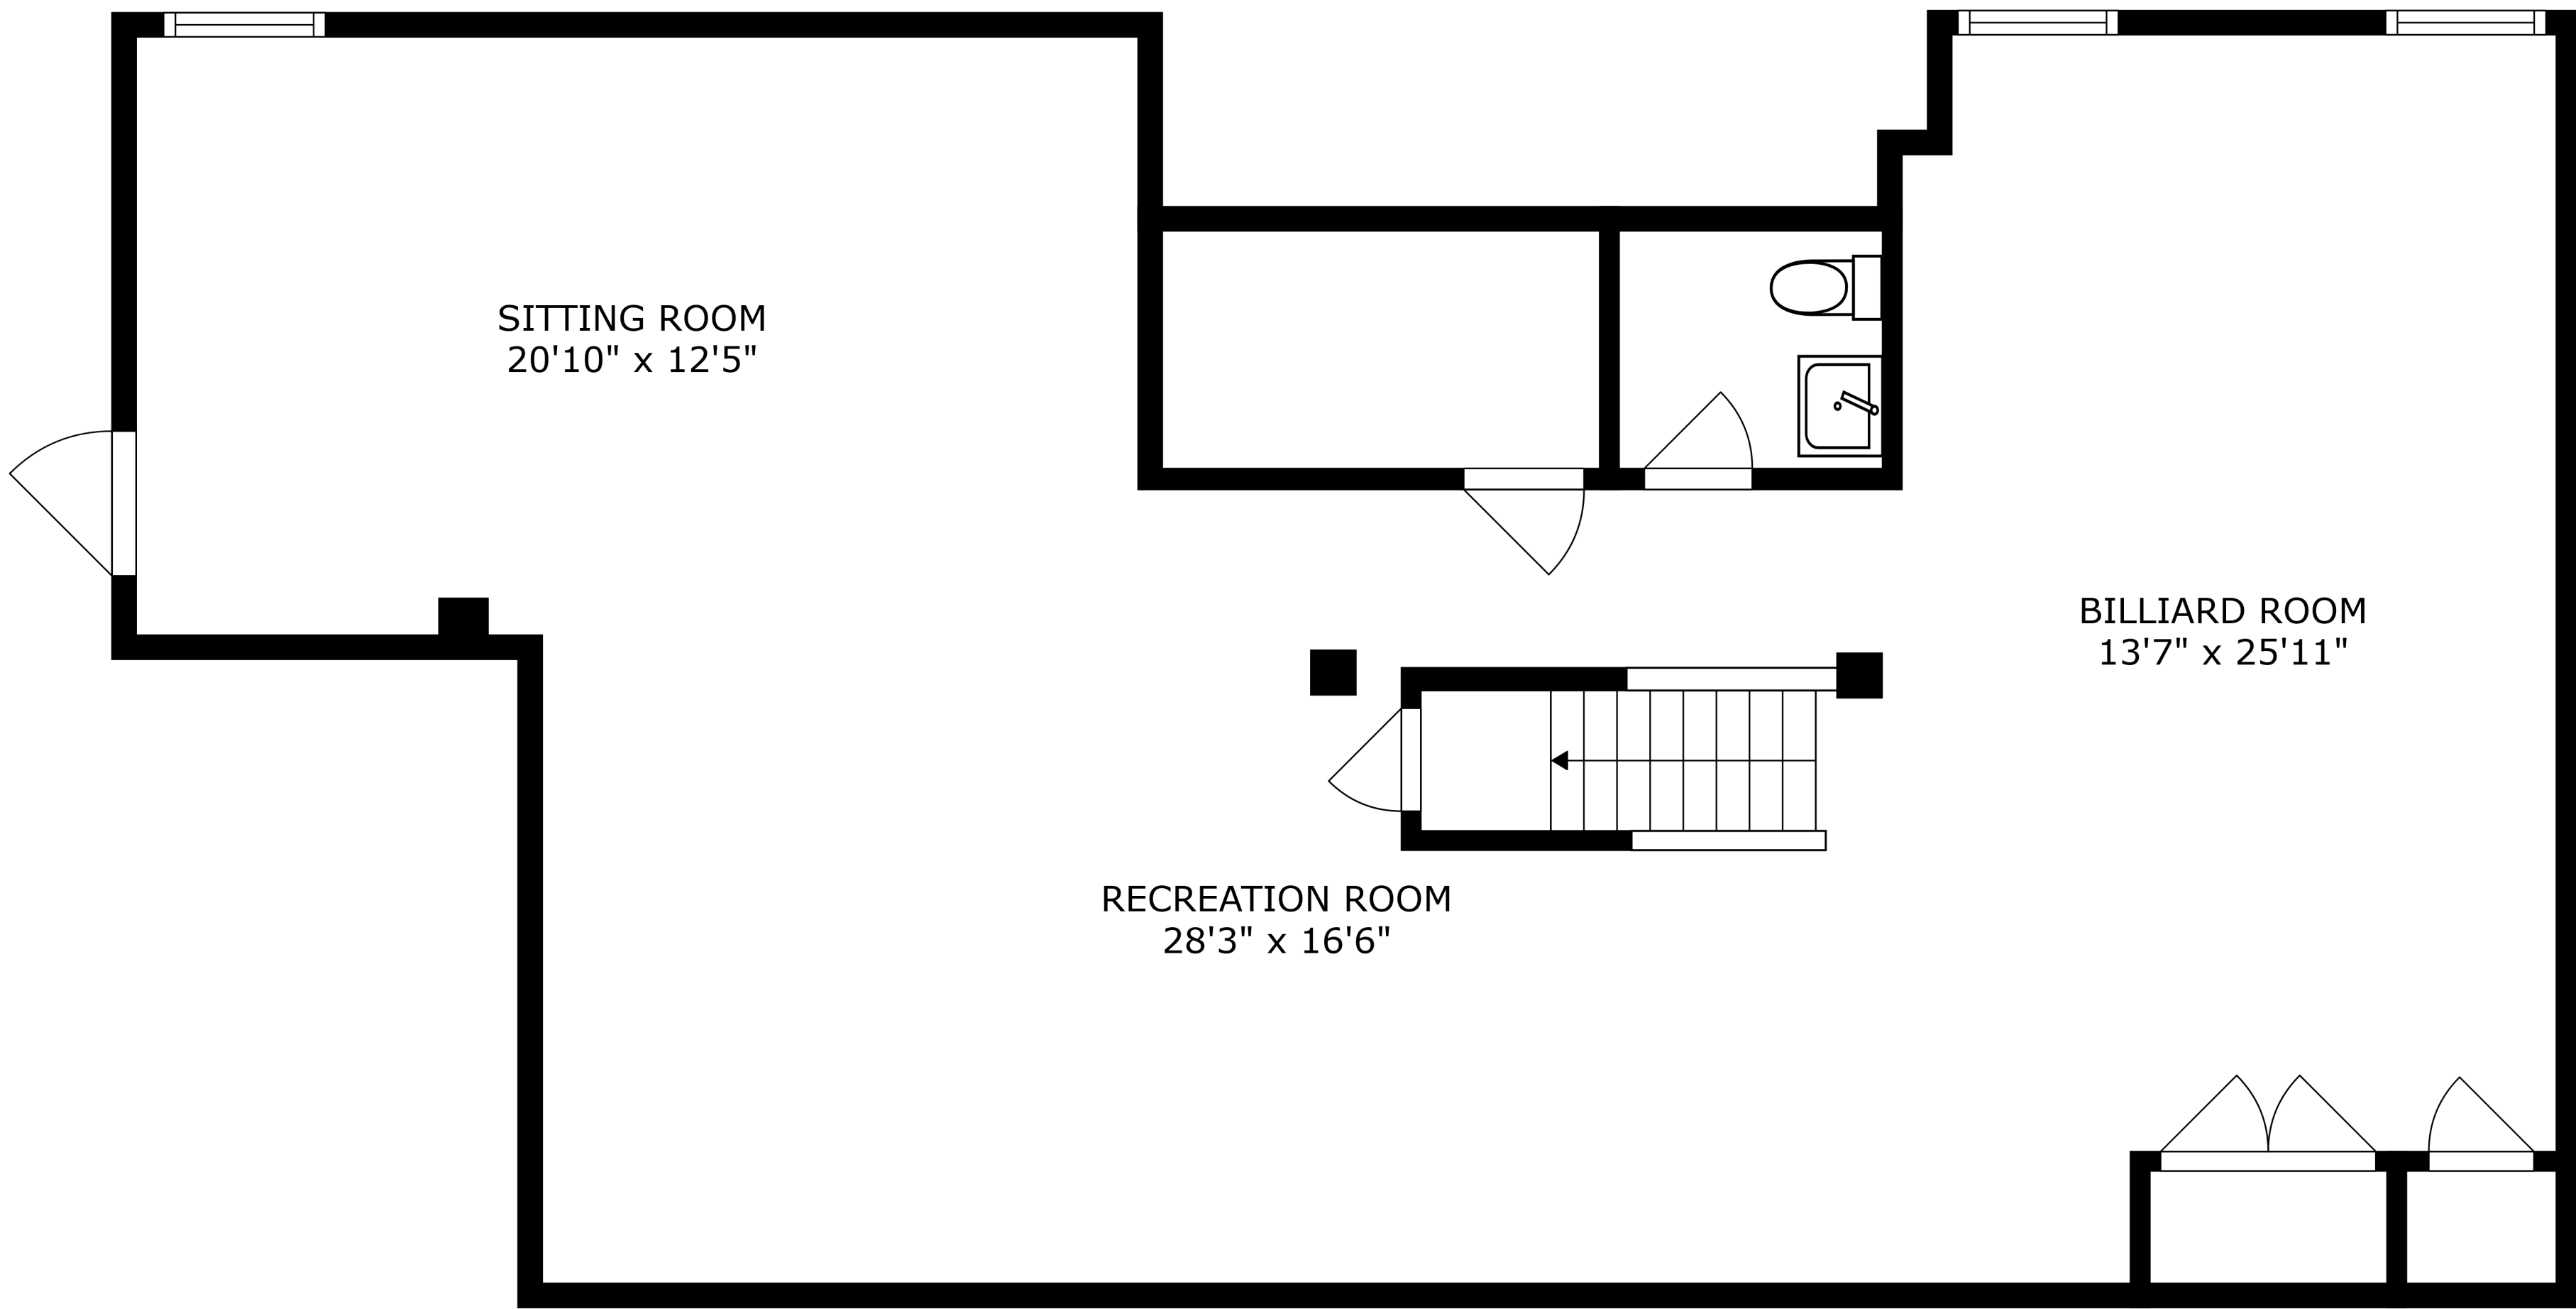 SITTING ROOM
20'10" x 12'5"
BILLIARD ROOM
13'7" x 25'11"
RECREATION ROOM
28'3" x 16'6"